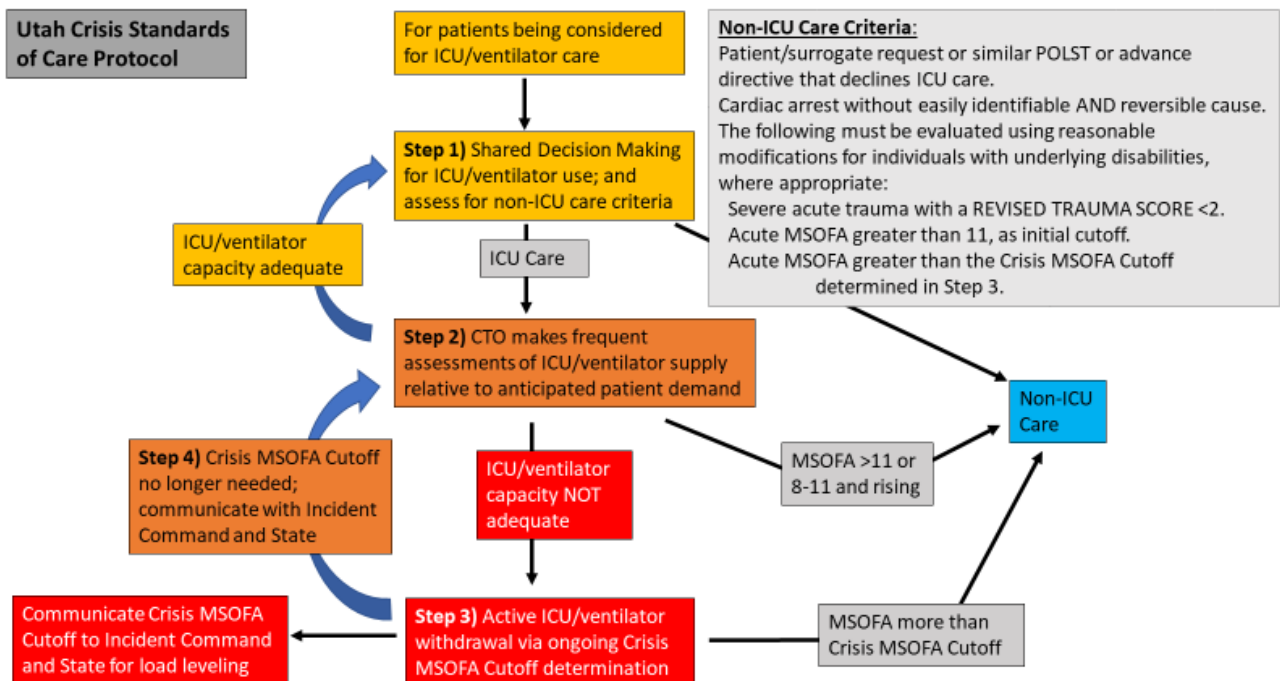 Utah Crisis Standards
of Care Protocol
For patients being considered
for ICU/ventilator care
Non-ICU Care Criteria:
Patient/surrogate request or similar POLST or advance
directive that declines ICU care.
Cardiac arrest without easily identifiable AND reversible cause.
The following must be evaluated using reasonable
modifications for individuals with underlying disabilities,
where appropriate:
Severe acute trauma with a REVISED TRAUMA SCORE <2.
Acute MSOFA greater than 11, as initial cutoff.
Acute MSOFA greater than the Crisis MSOFA Cutoff
determined in Step 3.
Step 1) Shared Decision Making
for ICU/ventilator use; and
assess for non-ICU care criteria
ICU/ventilator
capacity adequate
ICU Care
Step 2) CTO makes frequent
assessments of ICU/ventilator supply
relative to anticipated patient demand
Non-ICU
Care
Step 4) Crisis MSOFA Cutoff
no longer needed;
communicate with Incident
Command and State
ICU/ventilator
capacity NOT
adequate
MSOFA >11 or
8-11 and rising
Communicate Crisis MSOFA
Cutoff to Incident Command
and State for load leveling
Step 3) Active ICU/ventilator
withdrawal via ongoing Crisis
MSOFA Cutoff determination
MSOFA more than
Crisis MSOFA Cutoff